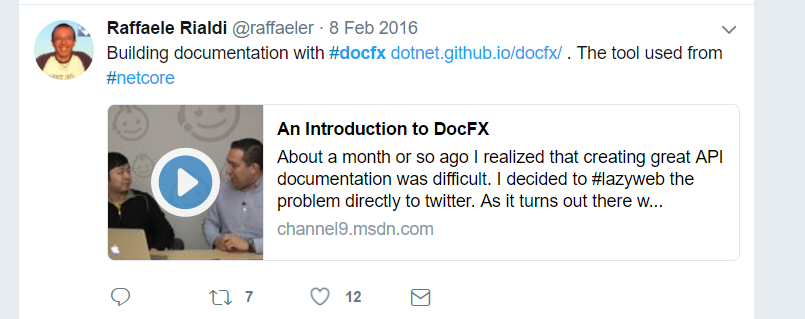 Raffaele Rialdi @raffaeler · 8 Feb 2016
Building documentation with #docfx dotnet.github.io/docfx/ . The tool used from
#netcore
An Introduction to DocFX
About a month or so ago I realized that creating great API
documentation was difficult. I decided to #lazyweb the
problem directly to twitter. As it turns out there w...
channel9.msdn.com
7 12